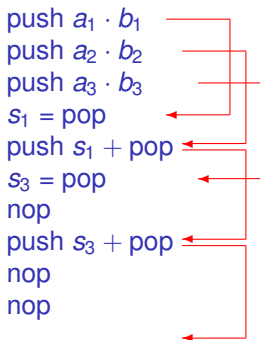 push a₁ · b₁
push a₂ · b₂
push a₃ · b₃
s₁ = pop
push s₁ + pop
s₃ = pop
nop
push s₃ + pop
nop
nop